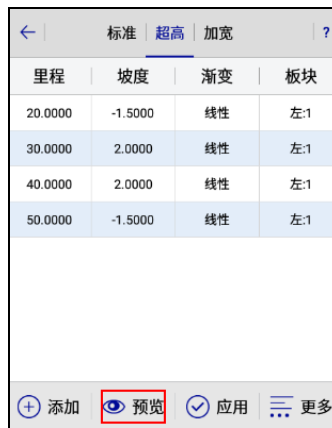 标准 超高 加宽 ?
里程 坡度 渐变 板块
20.0000 -1.5000 线性 左:1
30.0000 2.0000 线性 左:1
40.0000 2.0000 线性 左:1
50.0000 -1.5000 线性 左:1
添加 预览 应用 更多